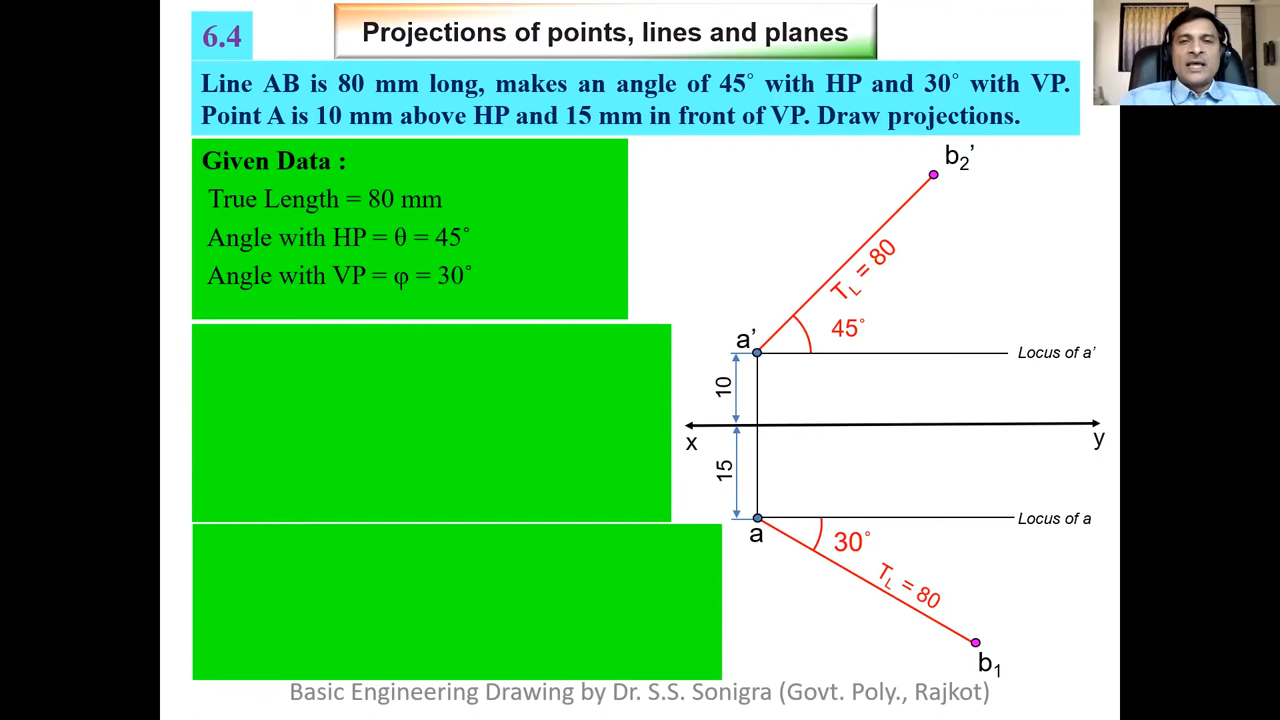 6.4
Projections of points, lines and planes
Line AB is 80 mm long, makes an angle of 45˚ with HP and 30˚ with VP.
Point A is 10 mm above HP and 15 mm in front of VP. Draw projections.
Given Data :
True Length = 80 mm
Angle with HP = θ = 45˚
Angle with VP = φ = 30˚
b₂’
T_L = 80
45˚
a’
Locus of a’
10
x
y
15
a
Locus of a
30˚
T_L = 80
b₁
Basic Engineering Drawing by Dr. S.S. Sonigra (Govt. Poly., Rajkot)